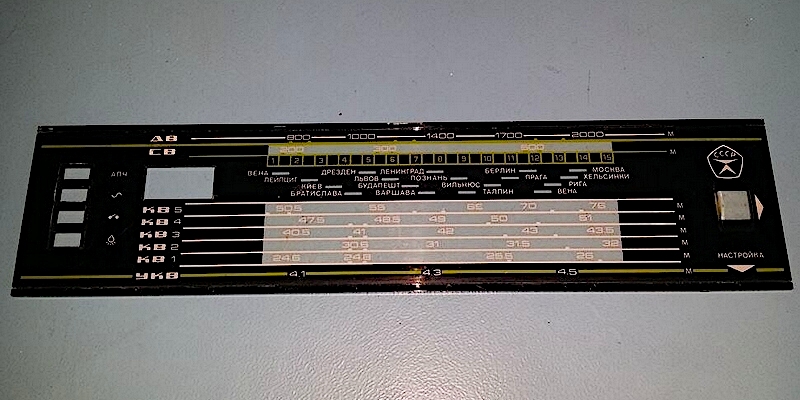 ДВ 800 1000 1400 1700 2000 М
СВ 200 300 600 М
1 2 3 4 5 6 7 8 9 10 11 12 13 14 15
ВЕНА ДРЕЗДЕН ЛЕНИНГРАД БЕРЛИН МОСКВА
ЛЕЙПЦИГ ЛЬВОВ ПОЗНАНЬ ПРАГА ХЕЛЬСИНКИ
КИЕВ БУДАПЕШТ ВИЛЬНЮС РИГА
БРАТИСЛАВА ВАРШАВА ТАЛЛИН ВЕНА
АПЧ
СССР
КВ 5 50.5 55 65 70 76 М
КВ 4 47.5 48.5 49 50 51 М
КВ 3 40.5 41 42 43 43.5 М
КВ 2 30.5 31 31.5 32 М
КВ 1 24.5 24.8 25.5 26 М
УКВ 4.1 4.3 4.5 М
НАСТРОЙКА